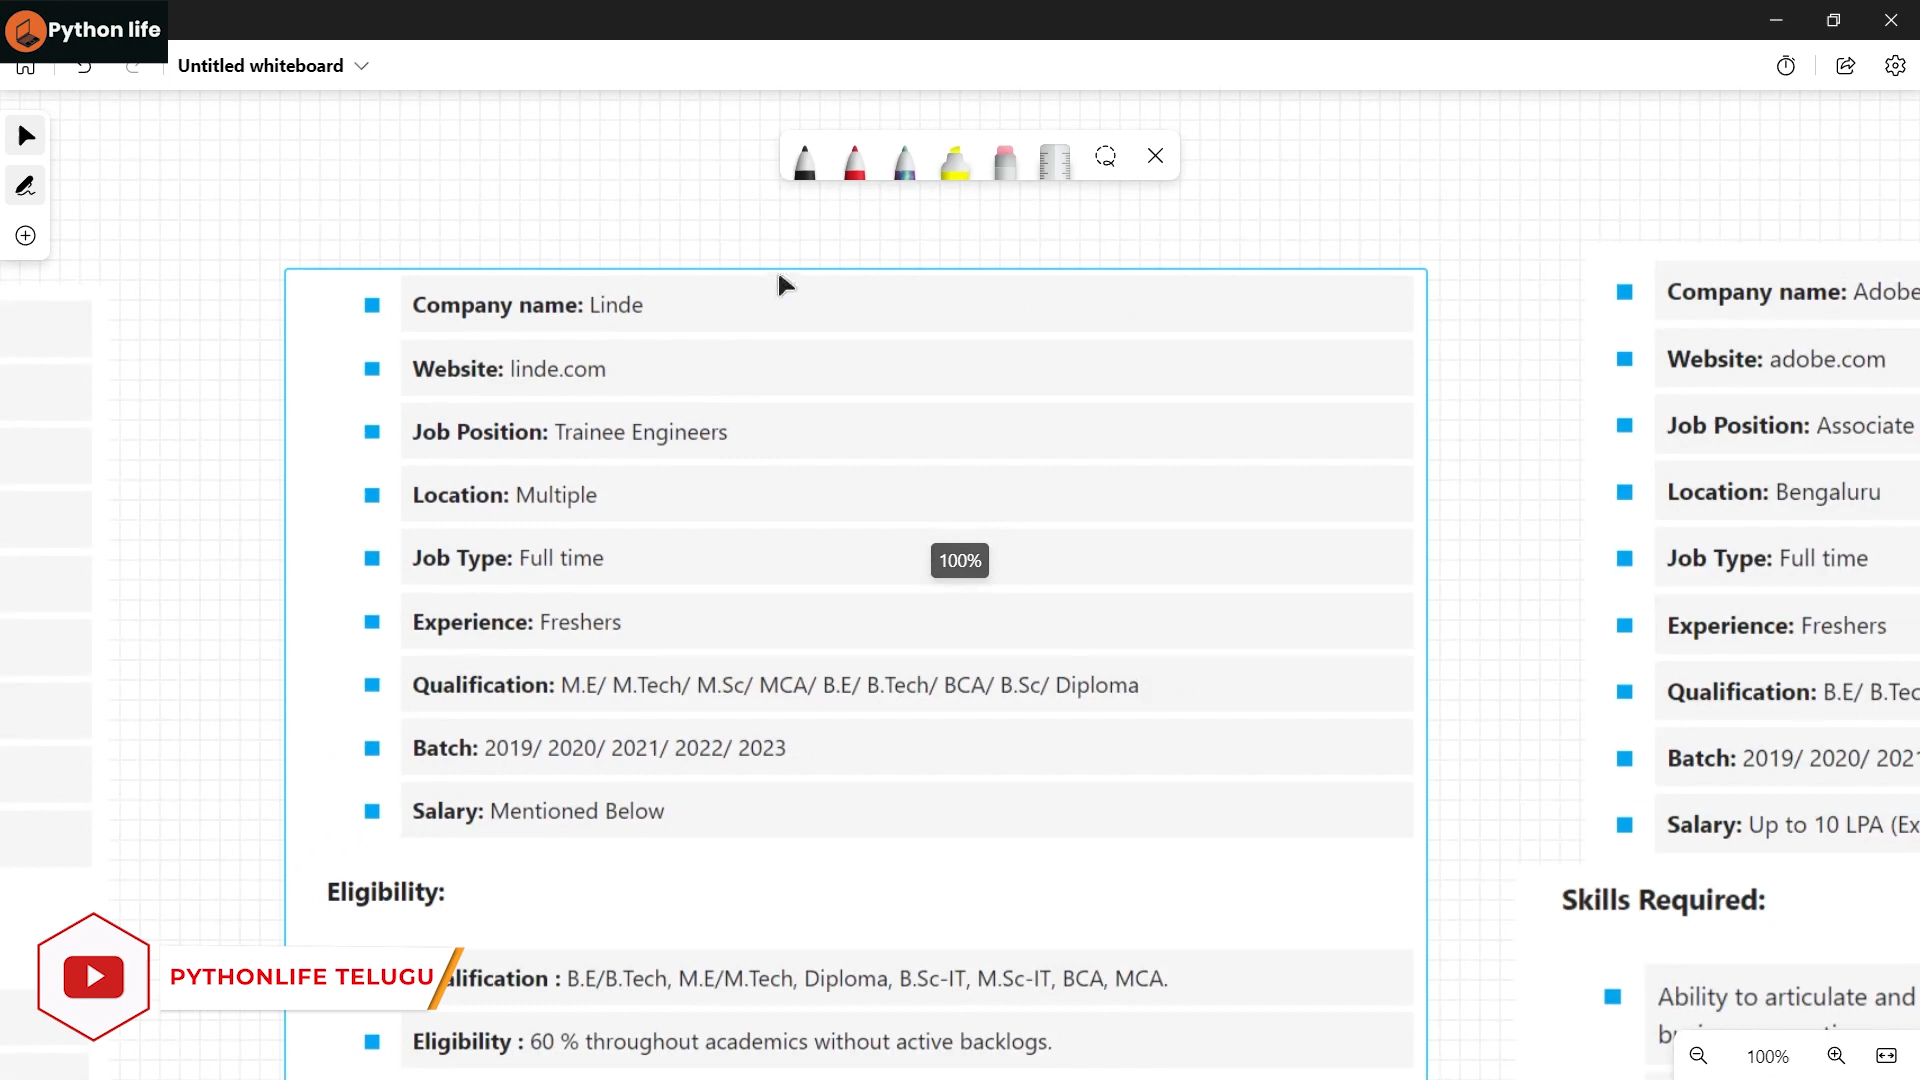 Python life
Untitled whiteboard
Company name: Linde
Website: linde.com
Job Position: Trainee Engineers
Location: Multiple
Job Type: Full time
Experience: Freshers
Qualification: M.E/ M.Tech/ M.Sc/ MCA/ B.E/ B.Tech/ BCA/ B.Sc/ Diploma
Batch: 2019/ 2020/ 2021/ 2022/ 2023
Salary: Mentioned Below
Eligibility:
alification : B.E/B.Tech, M.E/M.Tech, Diploma, B.Sc-IT, M.Sc-IT, BCA, MCA.
Eligibility : 60 % throughout academics without active backlogs.
100%
Company name: Adobe
Website: adobe.com
Job Position: Associate
Location: Bengaluru
Job Type: Full time
Experience: Freshers
Qualification: B.E/ B.Tec
Batch: 2019/ 2020/ 2021
Salary: Up to 10 LPA (Ex
Skills Required:
Ability to articulate and
PYTHONLIFE TELUGU
100%